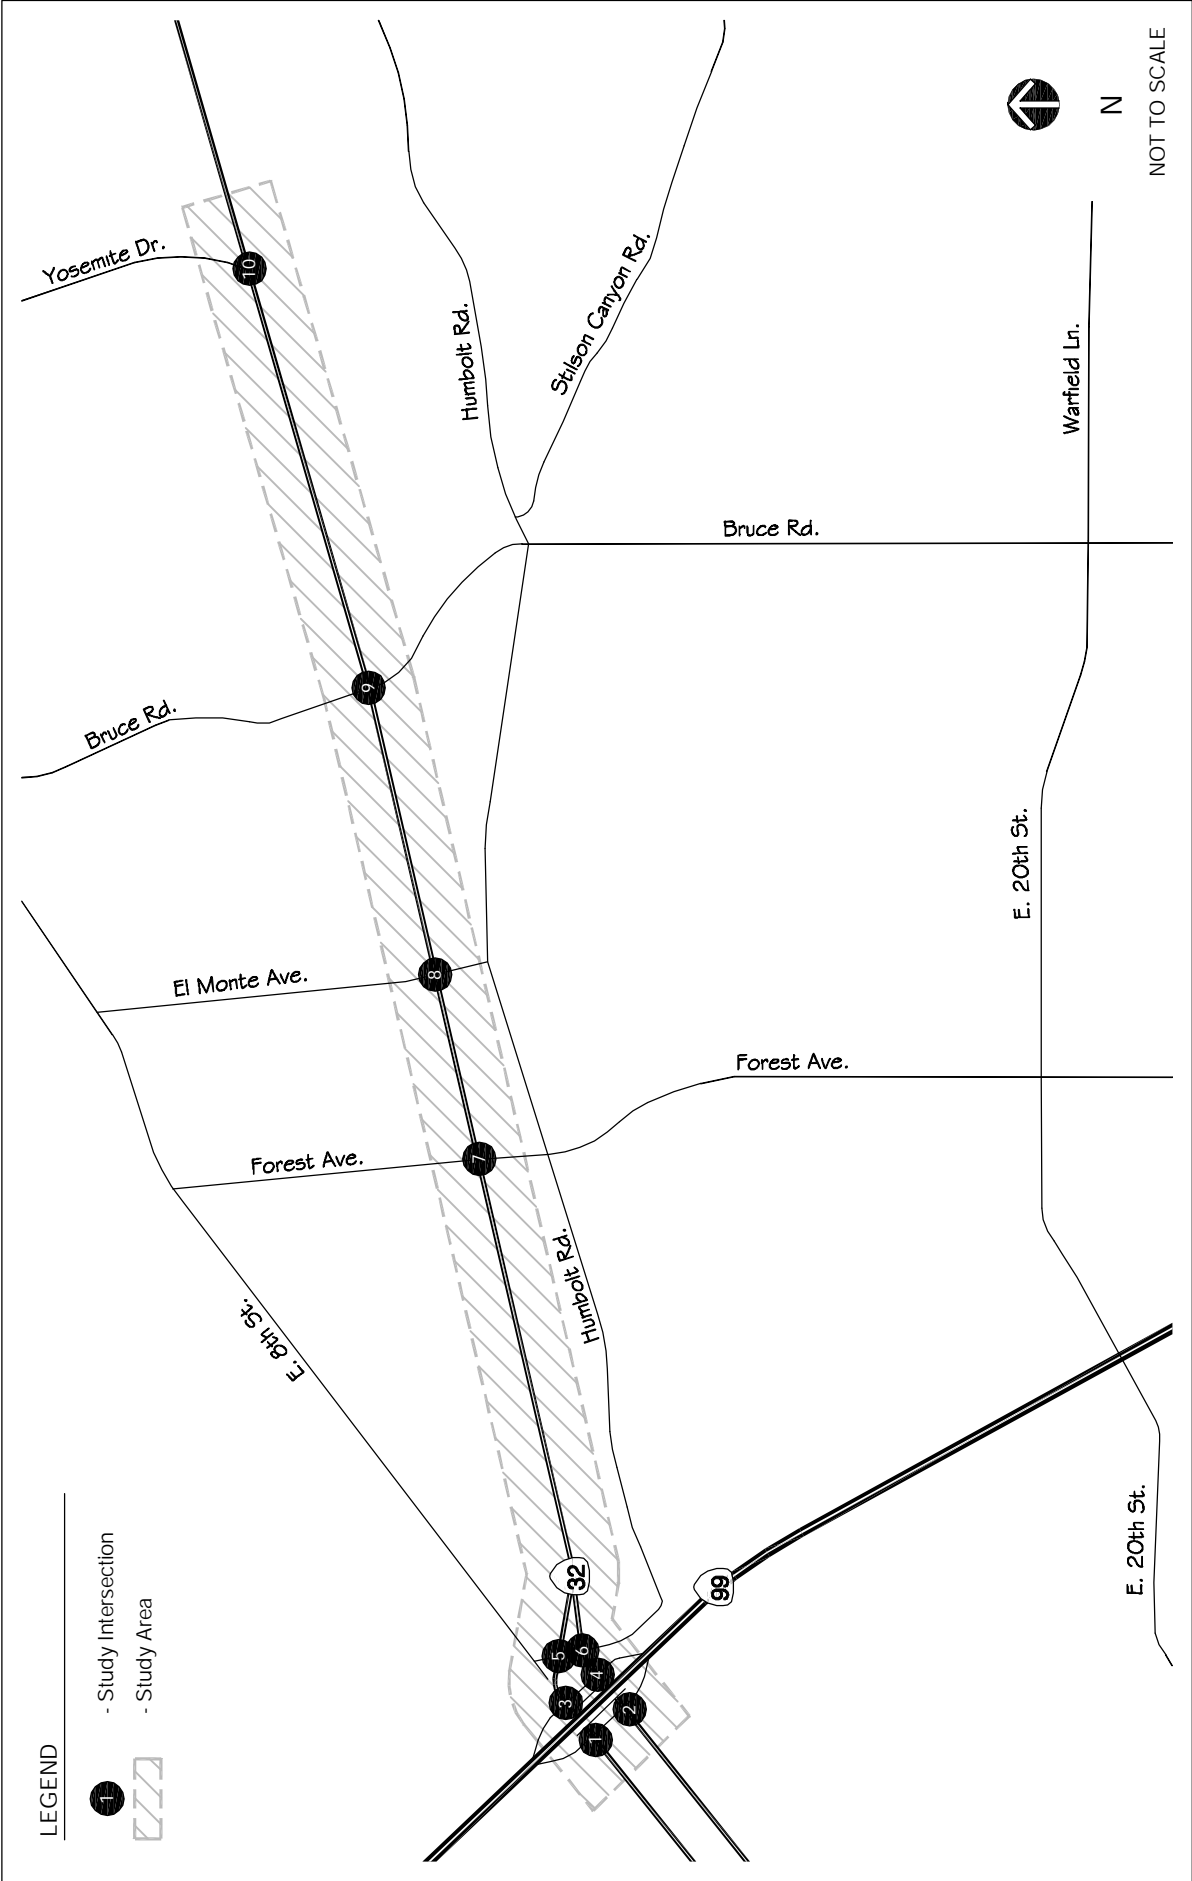 LEGEND
1
- Study Intersection
- Study Area
Yosemite Dr.
10
Humbolt Rd.
Stilson Canyon Rd.
Bruce Rd.
9
Bruce Rd.
Warfield Ln.
El Monte Ave.
8
E. 20th St.
Forest Ave.
7
Forest Ave.
E. 8th St.
Humbolt Rd.
32
99
5
6
3
4
1
2
E. 20th St.
N
NOT TO SCALE